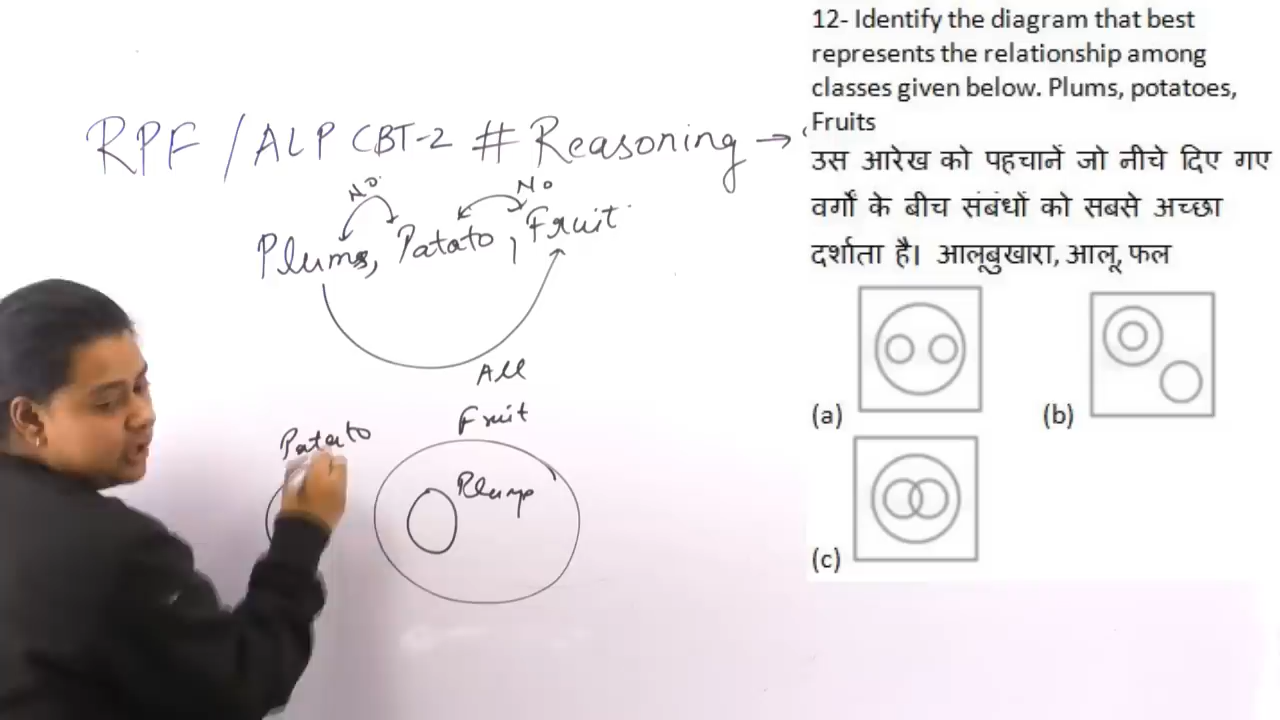 RPF / ALP CBT-2 # Reasoning →
No No
Plums, Patato, Fruit
All
Fruit
Patato
Plums
12- Identify the diagram that best
represents the relationship among
classes given below. Plums, potatoes,
Fruits
उस आरेख को पहचानें जो नीचे दिए गए
वर्गों के बीच संबंधों को सबसे अच्छा
दर्शाता है। आलूबुखारा, आलू, फल
(a) (b)
(c)